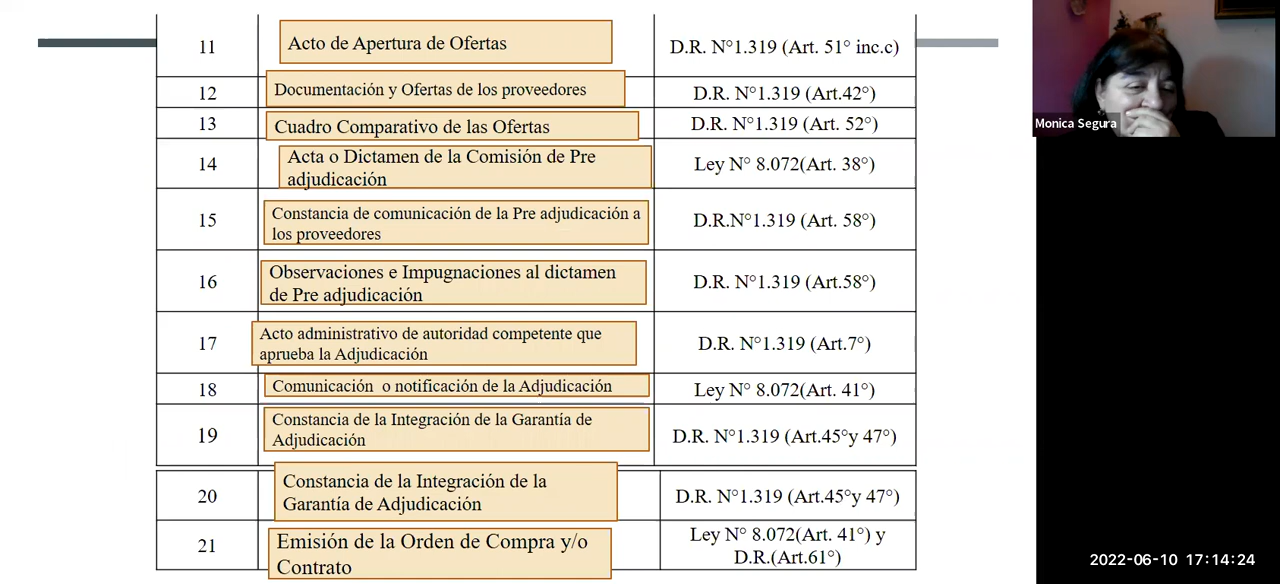 11
Acto de Apertura de Ofertas
D.R. N°1.319 (Art. 51° inc.c)
12
Documentación y Ofertas de los proveedores
D.R. N°1.319 (Art.42°)
13
Cuadro Comparativo de las Ofertas
D.R. N°1.319 (Art. 52°)
14
Acta o Dictamen de la Comisión de Pre
adjudicación
Ley N° 8.072(Art. 38°)
15
Constancia de comunicación de la Pre adjudicación a
los proveedores
D.R.N°1.319 (Art. 58°)
16
Observaciones e Impugnaciones al dictamen
de Pre adjudicación
D.R. N°1.319 (Art.58°)
17
Acto administrativo de autoridad competente que
aprueba la Adjudicación
D.R. N°1.319 (Art.7°)
18
Comunicación o notificación de la Adjudicación
Ley N° 8.072(Art. 41°)
19
Constancia de la Integración de la Garantía de
Adjudicación
D.R. N°1.319 (Art.45°y 47°)
20
Constancia de la Integración de la
Garantía de Adjudicación
D.R. N°1.319 (Art.45°y 47°)
21
Emisión de la Orden de Compra y/o
Contrato
Ley N° 8.072(Art. 41°) y
D.R.(Art.61°)
Monica Segura
2022-06-10 17:14:24